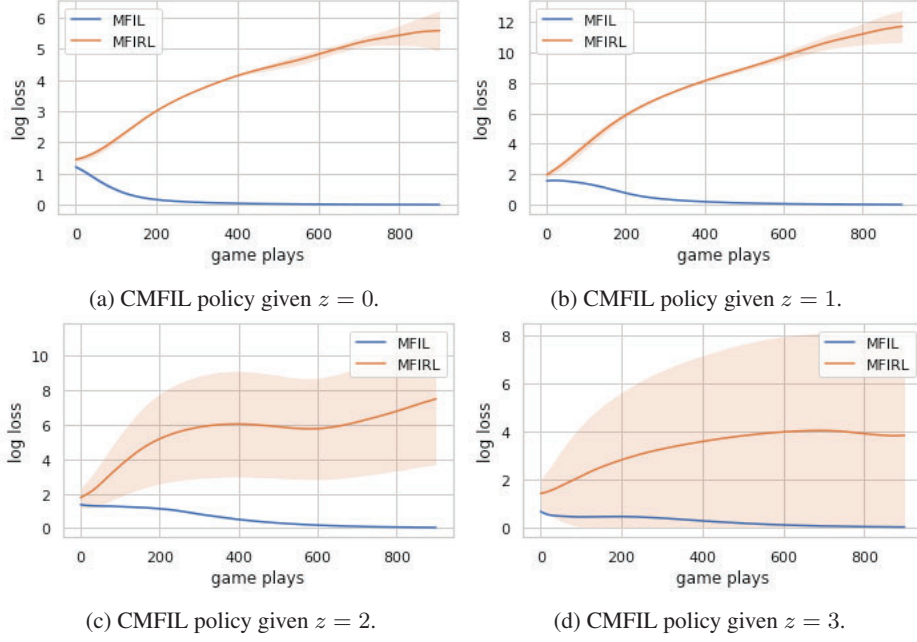 MFIL
MFIRL
6
5
4
3
2
1
0
log loss
0 200 400 600 800
game plays
(a) CMFIL policy given z = 0.
MFIL
MFIRL
12
10
8
6
4
2
0
log loss
0 200 400 600 800
game plays
(b) CMFIL policy given z = 1.
MFIL
MFIRL
10
8
6
4
2
0
log loss
0 200 400 600 800
game plays
(c) CMFIL policy given z = 2.
MFIL
MFIRL
8
6
4
2
0
log loss
0 200 400 600 800
game plays
(d) CMFIL policy given z = 3.